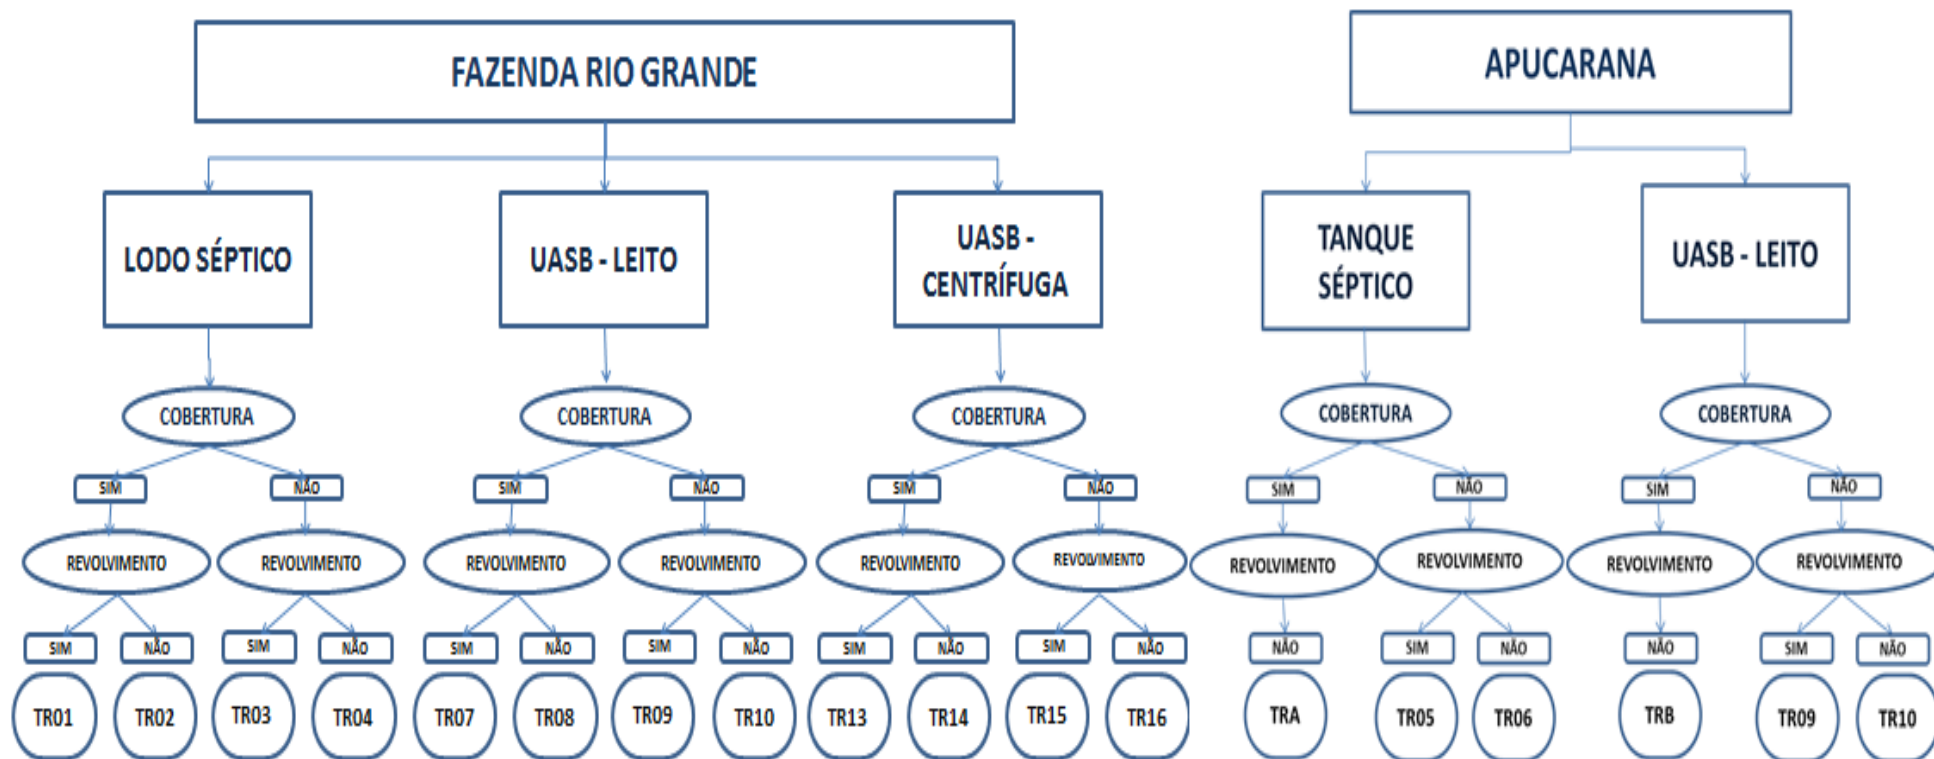 FAZENDA RIO GRANDE
APUCARANA
LODO SÉPTICO
UASB - LEITO
UASB -
CENTRÍFUGA
TANQUE
SÉPTICO
UASB - LEITO
COBERTURA
COBERTURA
COBERTURA
COBERTURA
COBERTURA
SIM
NÃO
SIM
NÃO
SIM
NÃO
SIM
NÃO
SIM
NÃO
REVOLVIMENTO
REVOLVIMENTO
REVOLVIMENTO
REVOLVIMENTO
REVOLVIMENTO
REVOLVIMENTO
REVOLVIMENTO
REVOLVIMENTO
REVOLVIMENTO
REVOLVIMENTO
SIM
NÃO
SIM
NÃO
SIM
NÃO
SIM
NÃO
SIM
NÃO
SIM
NÃO
NÃO
SIM
NÃO
NÃO
SIM
NÃO
TR01
TR02
TR03
TR04
TR07
TR08
TR09
TR10
TR13
TR14
TR15
TR16
TRA
TR05
TR06
TRB
TR09
TR10